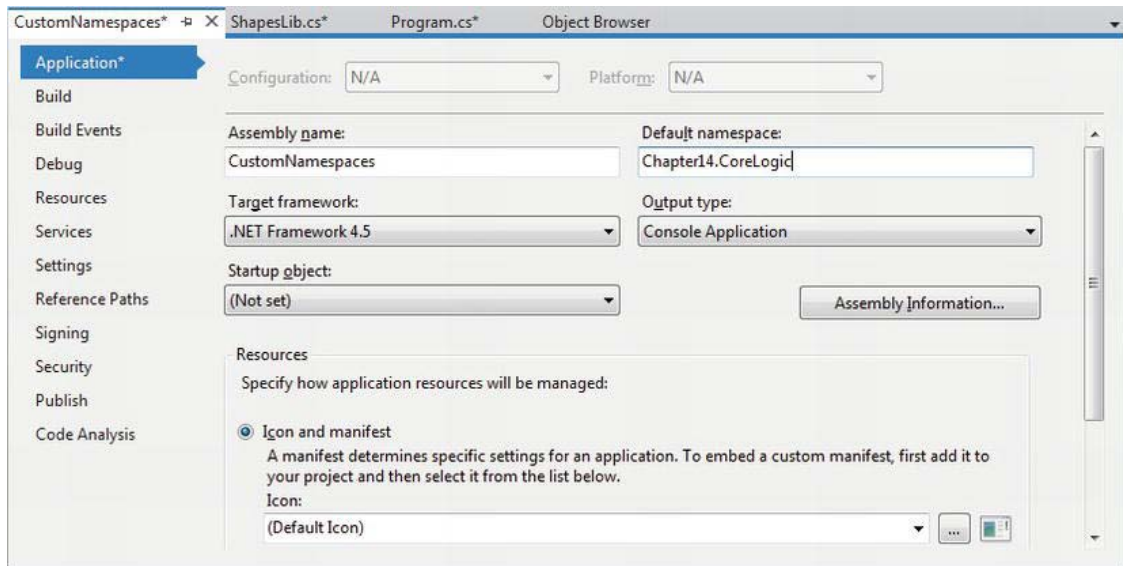 CustomNamespaces* ShapesLib.cs* Program.cs* Object Browser
Application*
Build
Build Events
Debug
Resources
Services
Settings
Reference Paths
Signing
Security
Publish
Code Analysis
Configuration: N/A Platform: N/A
Assembly name: Default namespace:
CustomNamespaces Chapter14.CoreLogic
Target framework: Output type:
.NET Framework 4.5 Console Application
Startup object:
(Not set) Assembly Information...
Resources
Specify how application resources will be managed:
Icon and manifest
A manifest determines specific settings for an application. To embed a custom manifest, first add it to
your project and then select it from the list below.
Icon:
(Default Icon) ...